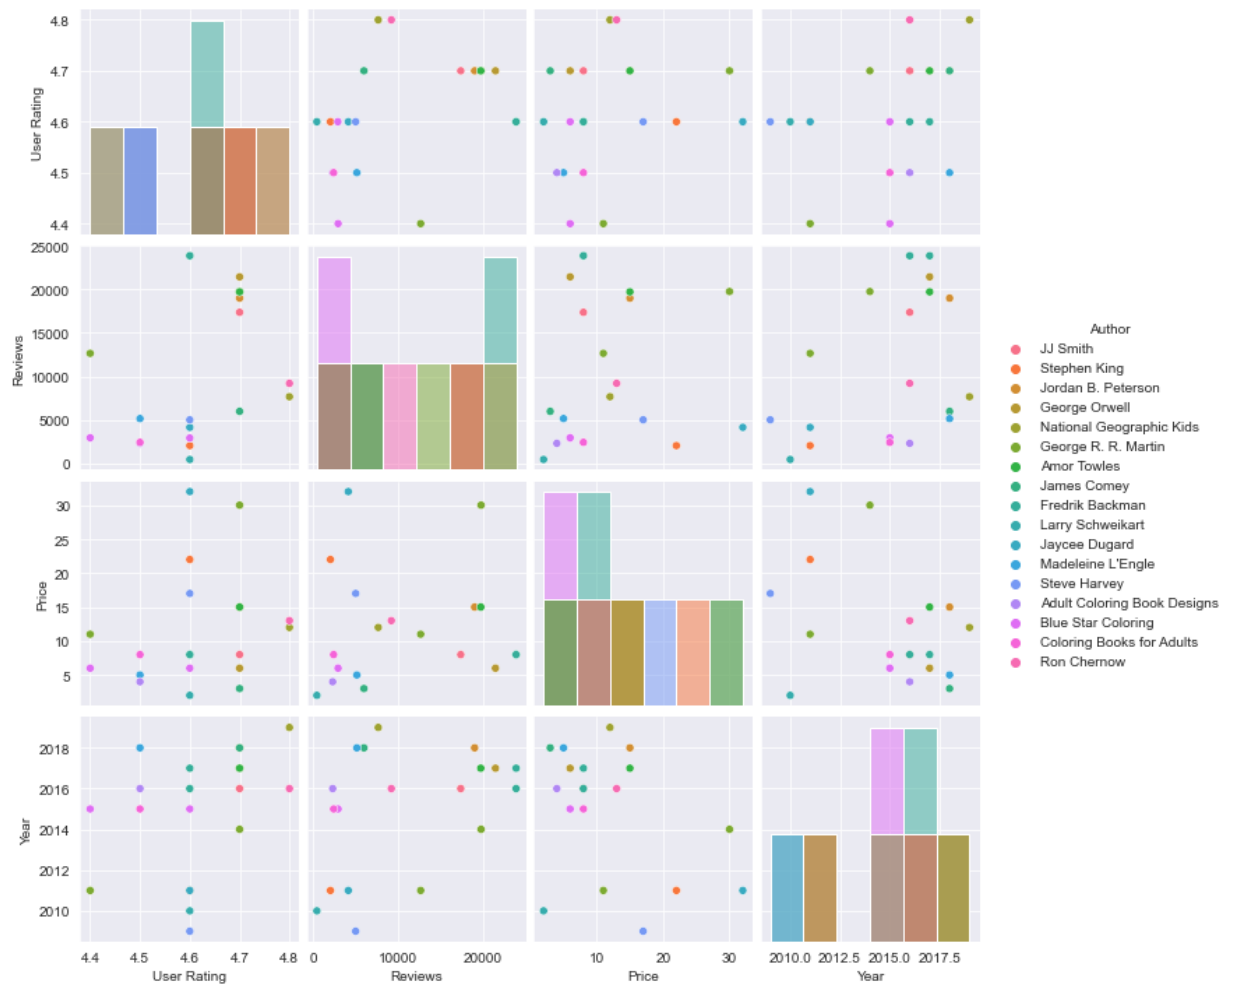 4.8
4.7
4.6
4.5
4.4
User Rating
25000
20000
15000
10000
5000
0
Reviews
30
25
20
15
10
5
Price
2018
2016
2014
2012
2010
Year
4.4 4.5 4.6 4.7 4.8
User Rating
0 10000 20000
Reviews
10 20 30
Price
2010.0 2012.5 2015.0 2017.5
Year
Author
JJ Smith
Stephen King
Jordan B. Peterson
George Orwell
National Geographic Kids
George R. R. Martin
Amor Towles
James Comey
Fredrik Backman
Larry Schweikart
Jaycee Dugard
Madeleine L'Engle
Steve Harvey
Adult Coloring Book Designs
Blue Star Coloring
Coloring Books for Adults
Ron Chernow